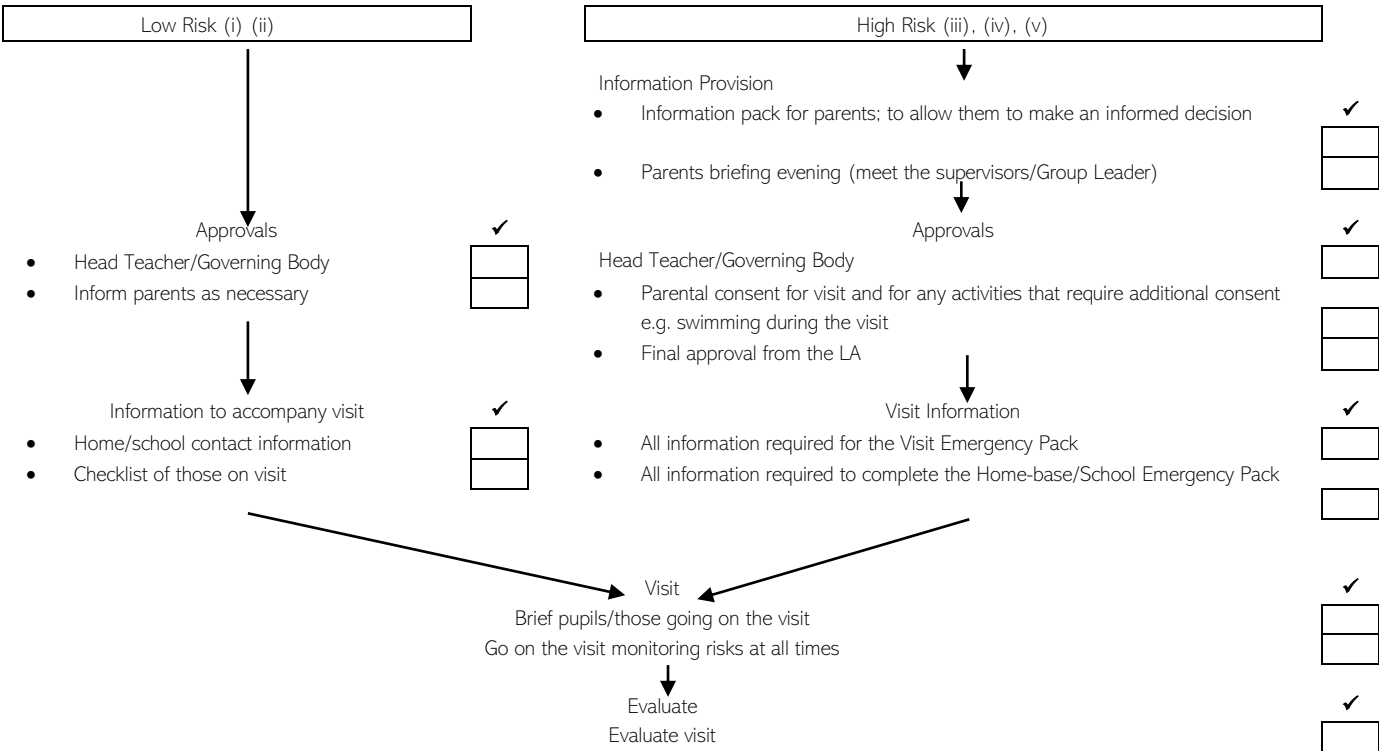 Low Risk (i) (ii)
High Risk (iii), (iv), (v)
Information Provision
• Information pack for parents; to allow them to make an informed decision ✓
• Parents briefing evening (meet the supervisors/Group Leader)
Approvals ✓
• Head Teacher/Governing Body
• Inform parents as necessary
Approvals ✓
Head Teacher/Governing Body
• Parental consent for visit and for any activities that require additional consent
e.g. swimming during the visit
• Final approval from the LA
Information to accompany visit ✓
• Home/school contact information
• Checklist of those on visit
Visit Information ✓
• All information required for the Visit Emergency Pack
• All information required to complete the Home-base/School Emergency Pack
Visit ✓
Brief pupils/those going on the visit
Go on the visit monitoring risks at all times
Evaluate ✓
Evaluate visit